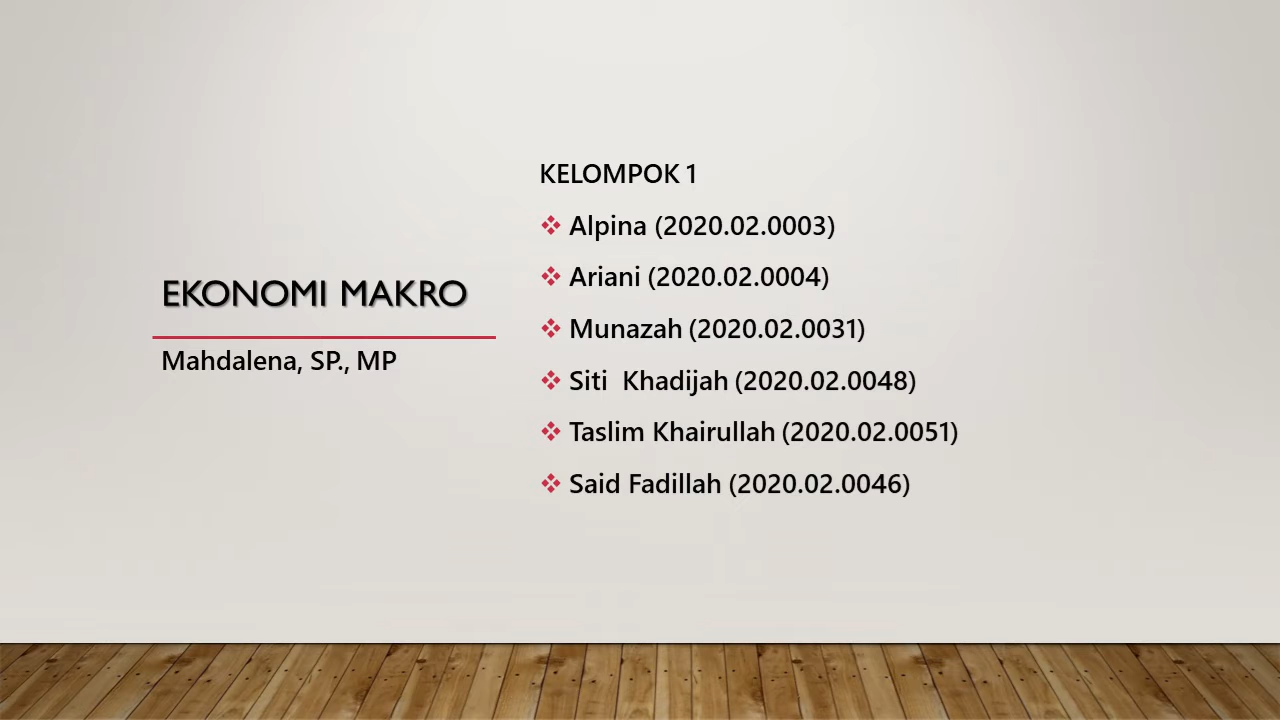 EKONOMI MAKRO
Mahdalena, SP., MP
KELOMPOK 1
❖ Alpina (2020.02.0003)
❖ Ariani (2020.02.0004)
❖ Munazah (2020.02.0031)
❖ Siti  Khadijah (2020.02.0048)
❖ Taslim Khairullah (2020.02.0051)
❖ Said Fadillah (2020.02.0046)